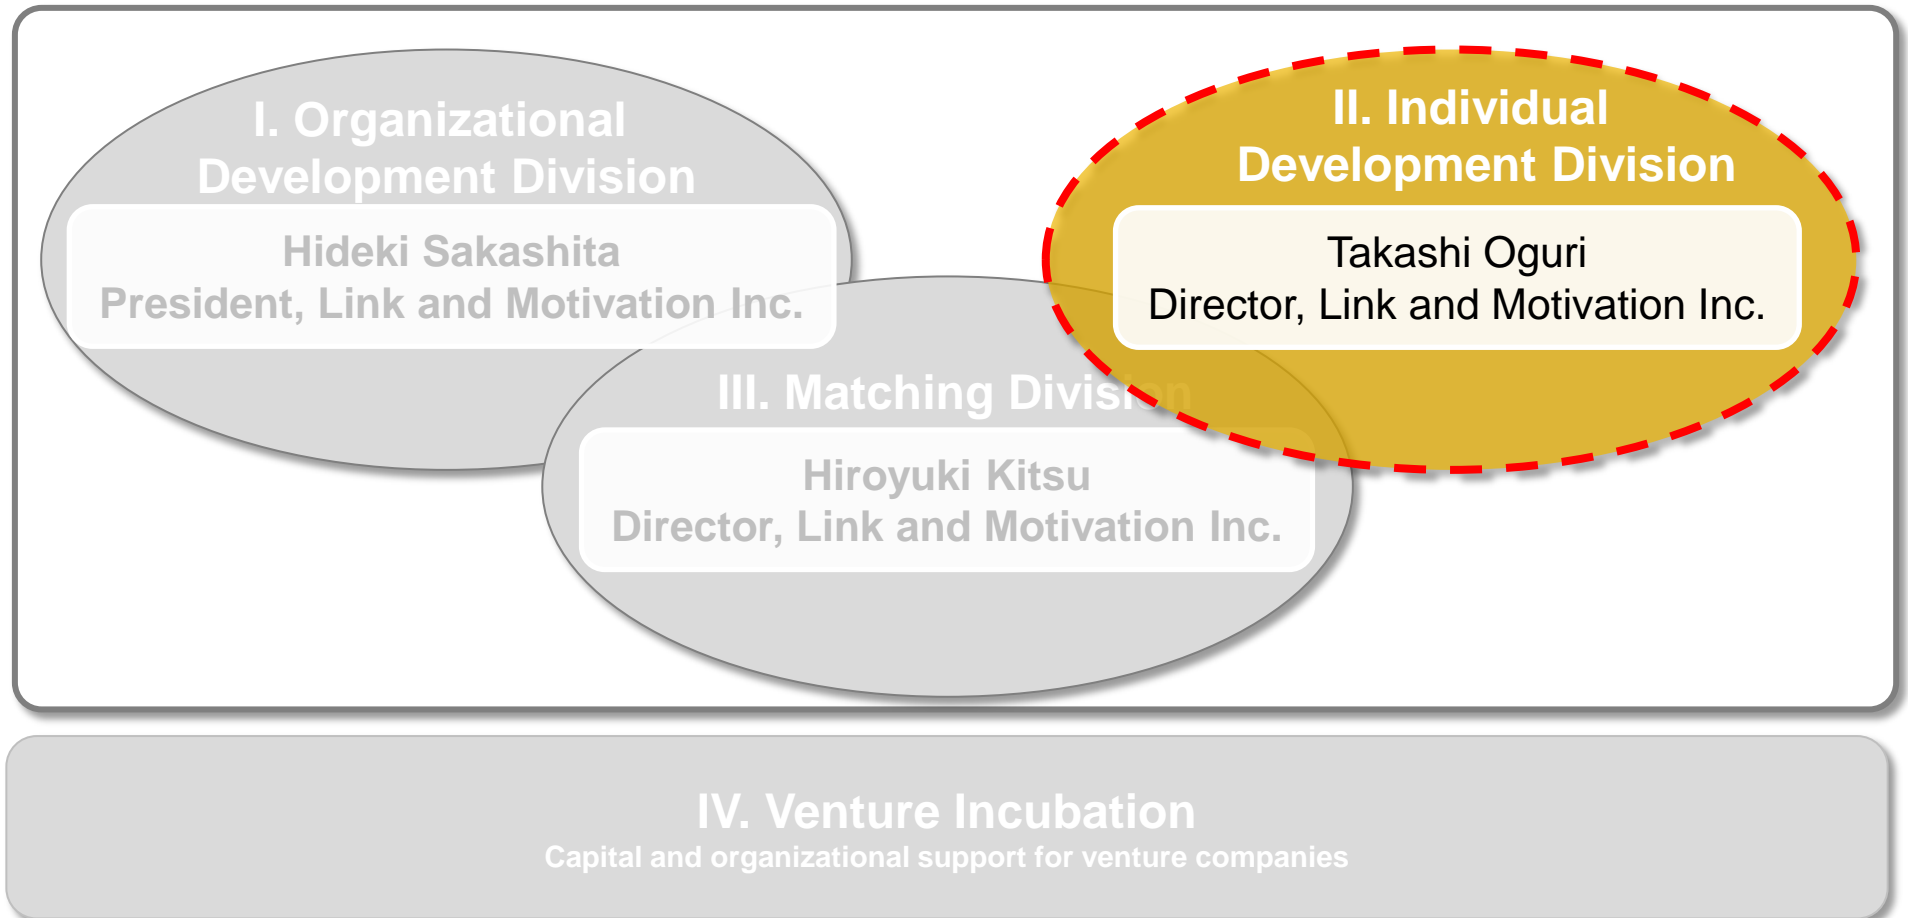 I. Organizational
Development Division
Hideki Sakashita
President, Link and Motivation Inc.
II. Individual
Development Division
Takashi Oguri
Director, Link and Motivation Inc.
III. Matching Division
Hiroyuki Kitsu
Director, Link and Motivation Inc.
IV. Venture Incubation
Capital and organizational support for venture companies